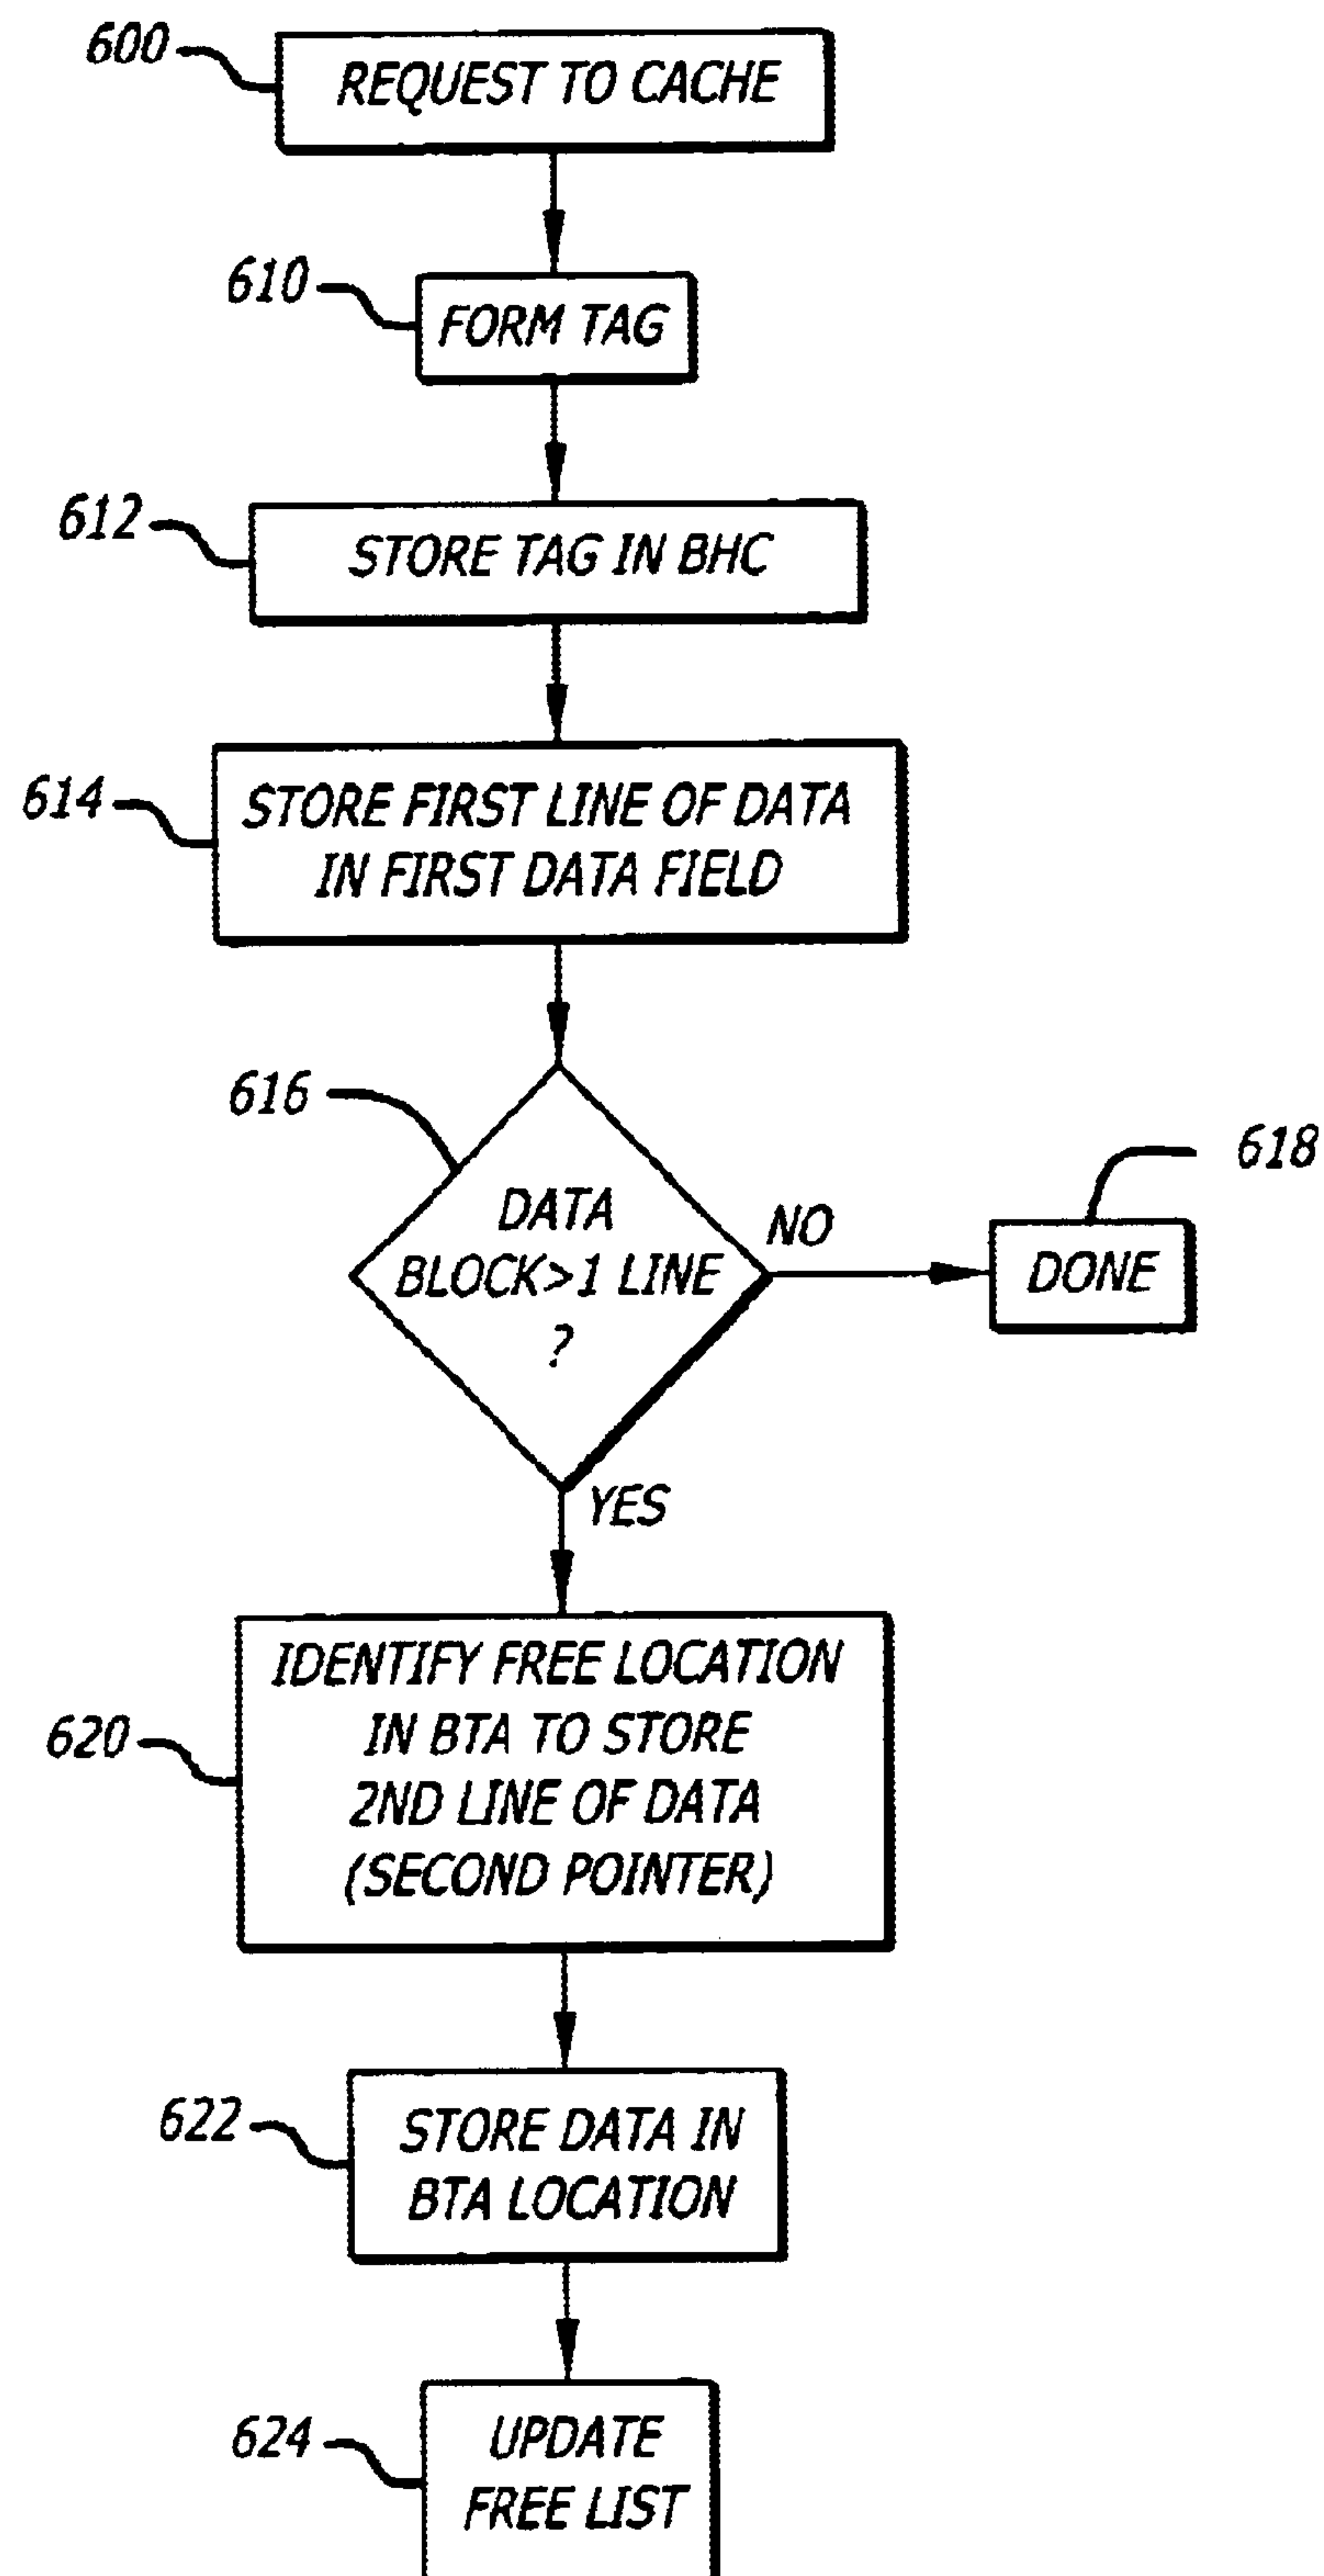 600
REQUEST TO CACHE
610
FORM TAG
612
STORE TAG IN BHC
614
STORE FIRST LINE OF DATA
IN FIRST DATA FIELD
616
DATA
BLOCK>1 LINE
?
NO
618
DONE
YES
620
IDENTIFY FREE LOCATION
IN BTA TO STORE
2ND LINE OF DATA
(SECOND POINTER)
622
STORE DATA IN
BTA LOCATION
624
UPDATE
FREE LIST